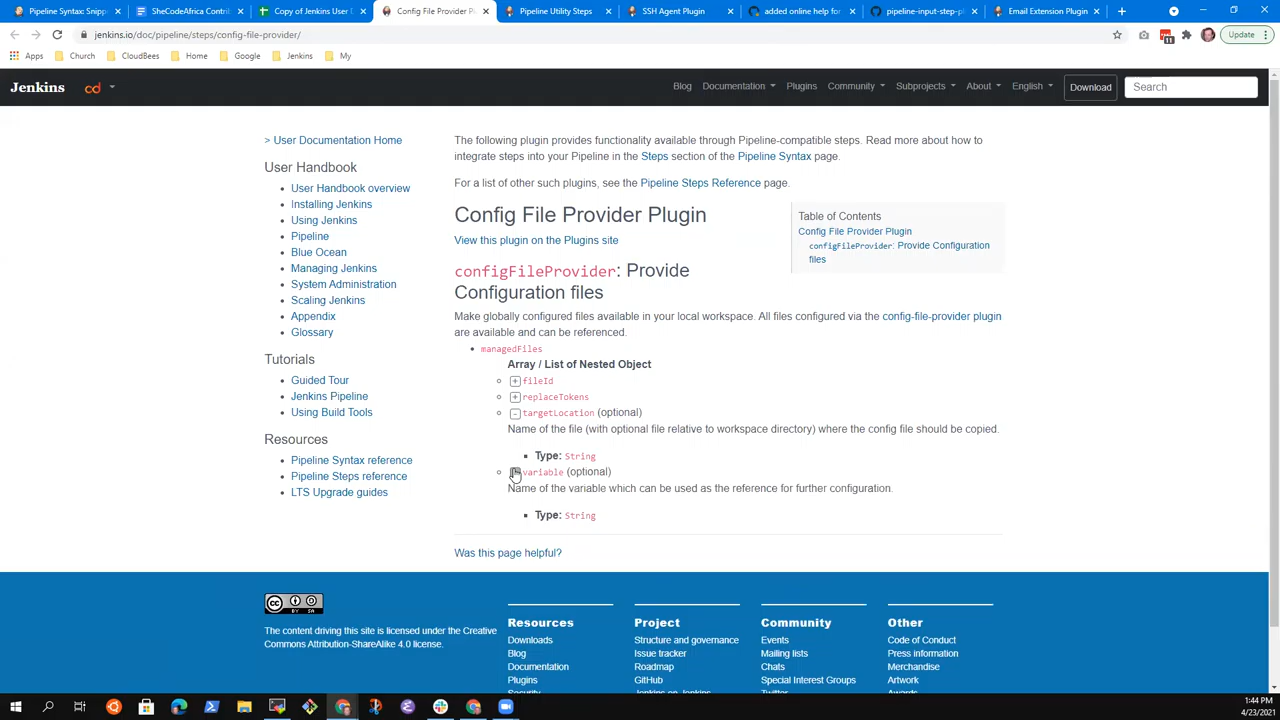 Pipeline Syntax: Snipp
SheCodeAfrica Contrib
Copy of Jenkins User D
Config File Provider Pl
Pipeline Utility Steps
SSH Agent Plugin
added online help for
pipeline-input-step-pl
Email Extension Plugin
jenkins.io/doc/pipeline/steps/config-file-provider/
11
Update
Apps
Church
CloudBees
Home
Google
Jenkins
My
Jenkins
cd
Blog
Documentation
Plugins
Community
Subprojects
About
English
Download
Search
> User Documentation Home
User Handbook
User Handbook overview
Installing Jenkins
Using Jenkins
Pipeline
Blue Ocean
Managing Jenkins
System Administration
Scaling Jenkins
Appendix
Glossary
Tutorials
Guided Tour
Jenkins Pipeline
Using Build Tools
Resources
Pipeline Syntax reference
Pipeline Steps reference
LTS Upgrade guides
The following plugin provides functionality available through Pipeline-compatible steps. Read more about how to
integrate steps into your Pipeline in the Steps section of the Pipeline Syntax page.
For a list of other such plugins, see the Pipeline Steps Reference page.
Config File Provider Plugin
View this plugin on the Plugins site
Table of Contents
Config File Provider Plugin
configFileProvider: Provide Configuration
files
configFileProvider: Provide
Configuration files
Make globally configured files available in your local workspace. All files configured via the config-file-provider plugin
are available and can be referenced.
managedFiles
Array / List of Nested Object
+ fileId
+ replaceTokens
- targetLocation (optional)
Name of the file (with optional file relative to workspace directory) where the config file should be copied.
Type: String
variable (optional)
Name of the variable which can be used as the reference for further configuration.
Type: String
Was this page helpful?
CC
BY SA
The content driving this site is licensed under the Creative
Commons Attribution-ShareAlike 4.0 license.
Resources
Downloads
Blog
Documentation
Plugins
Security
Project
Structure and governance
Issue tracker
Roadmap
GitHub
Jenkins on Jenkins
Community
Events
Mailing lists
Chats
Special Interest Groups
Twitter
Other
Code of Conduct
Press information
Merchandise
Artwork
Awards
1:44 PM
4/23/2021